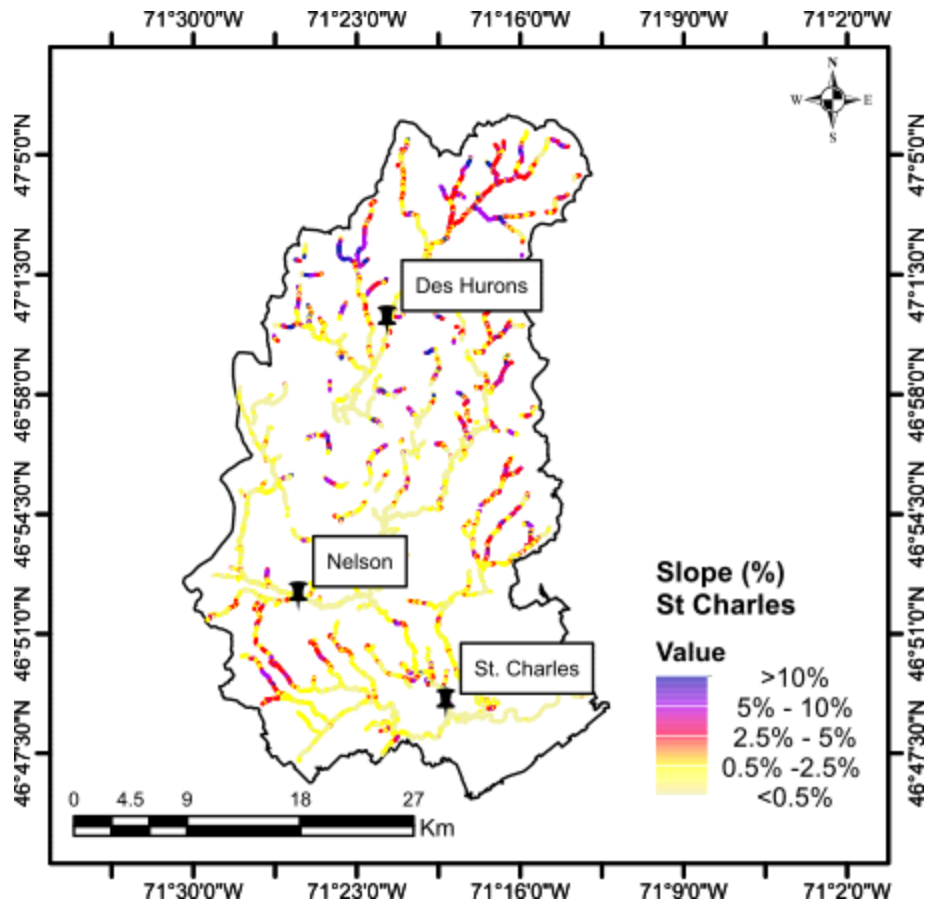 71°30'0"W 71°23'0"W 71°16'0"W 71°9'0"W 71°2'0"W
N
W E
S
47°5'0"N 47°5'0"N
47°1'30"N 47°1'30"N
Des Hurons
46°58'0"N 46°58'0"N
46°54'30"N 46°54'30"N
Nelson
Slope (%)
St Charles
46°51'0"N 46°51'0"N
Value
St. Charles
>10%
5% - 10%
2.5% - 5%
0.5% -2.5%
<0.5%
46°47'30"N 46°47'30"N
0 4.5 9 18 27
Km
71°30'0"W 71°23'0"W 71°16'0"W 71°9'0"W 71°2'0"W